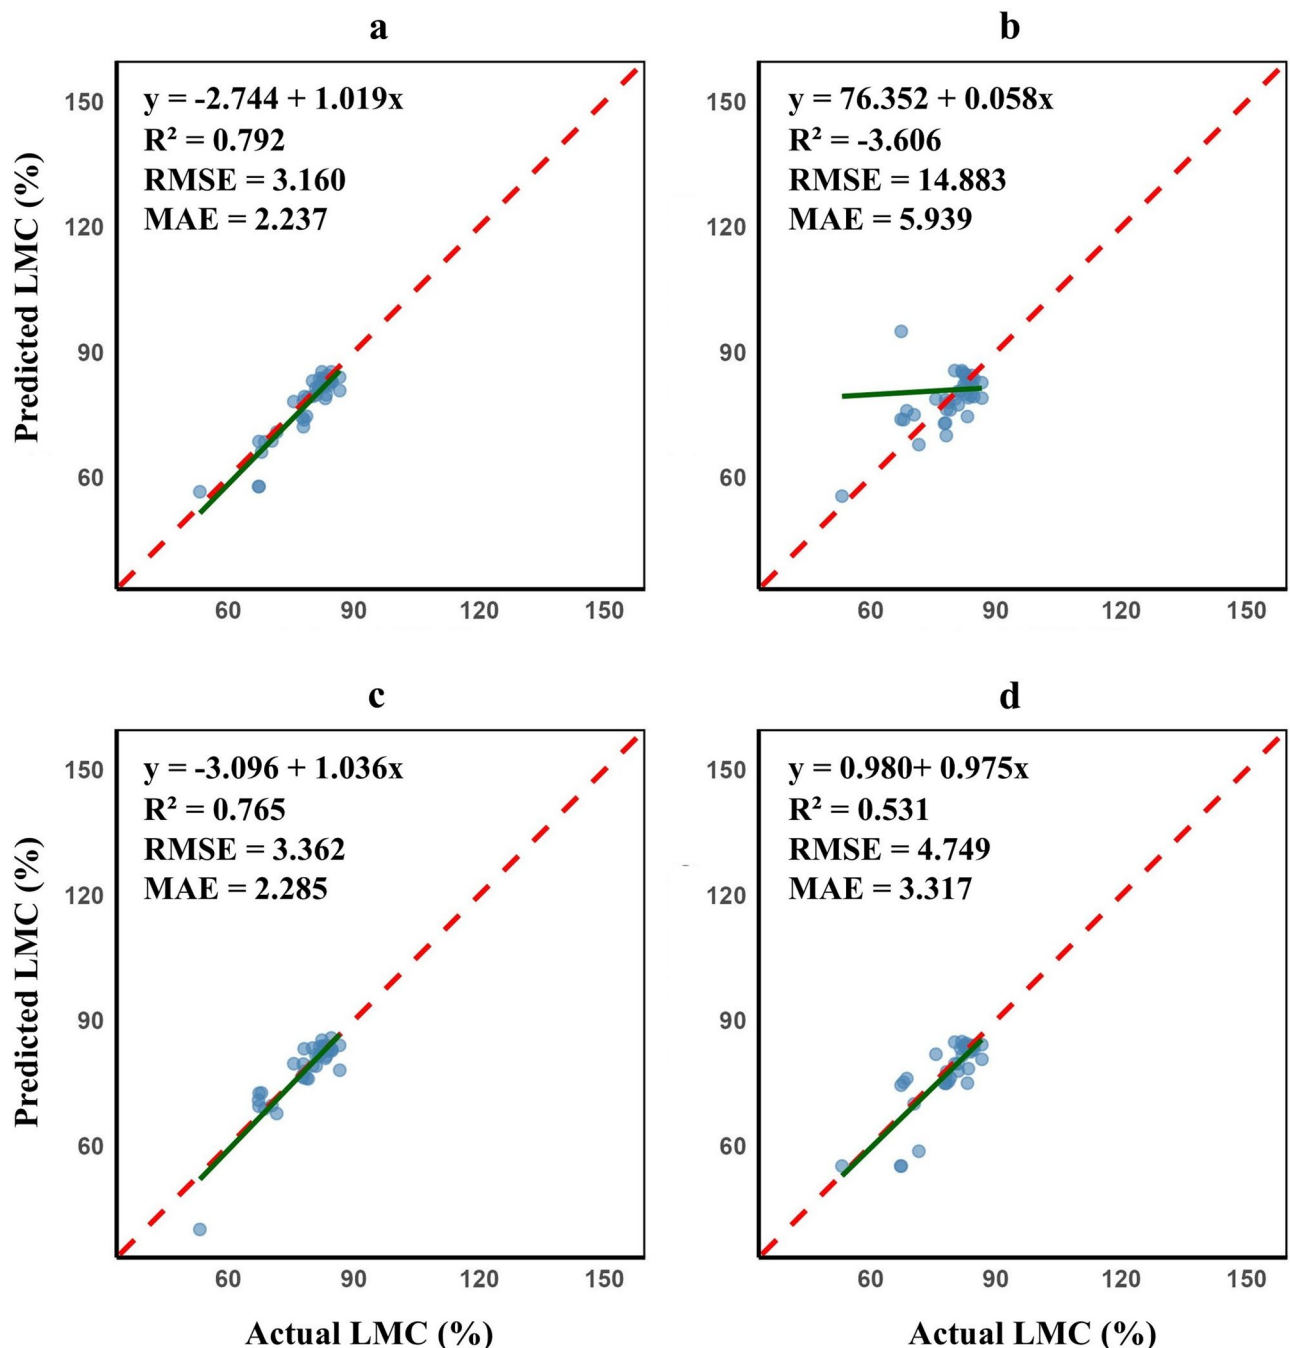 a
y = -2.744 + 1.019x
R² = 0.792
RMSE = 3.160
MAE = 2.237
Predicted LMC (%)
150
120
90
60
60 90 120 150
b
y = 76.352 + 0.058x
R² = -3.606
RMSE = 14.883
MAE = 5.939
150
120
90
60
60 90 120 150
c
y = -3.096 + 1.036x
R² = 0.765
RMSE = 3.362
MAE = 2.285
Predicted LMC (%)
150
120
90
60
60 90 120 150
Actual LMC (%)
d
y = 0.980+ 0.975x
R² = 0.531
RMSE = 4.749
MAE = 3.317
150
120
90
60
60 90 120 150
Actual LMC (%)